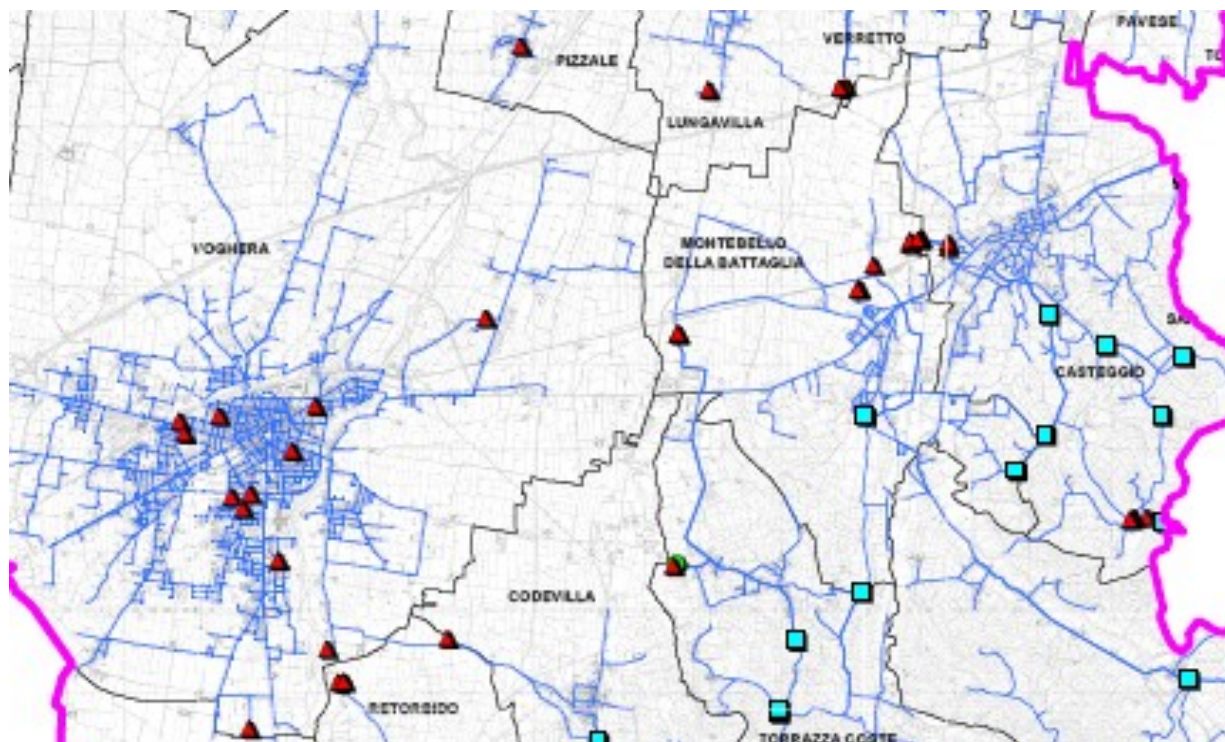 PAVESE
VERRETTO
PIZZALE
LUNGAVILLA
VOGHERA
MONTEBELLO
DELLA BATTAGLIA
CASTEGGIO
CODEVILLA
RETORBIDO
TORRAZZA COSTE